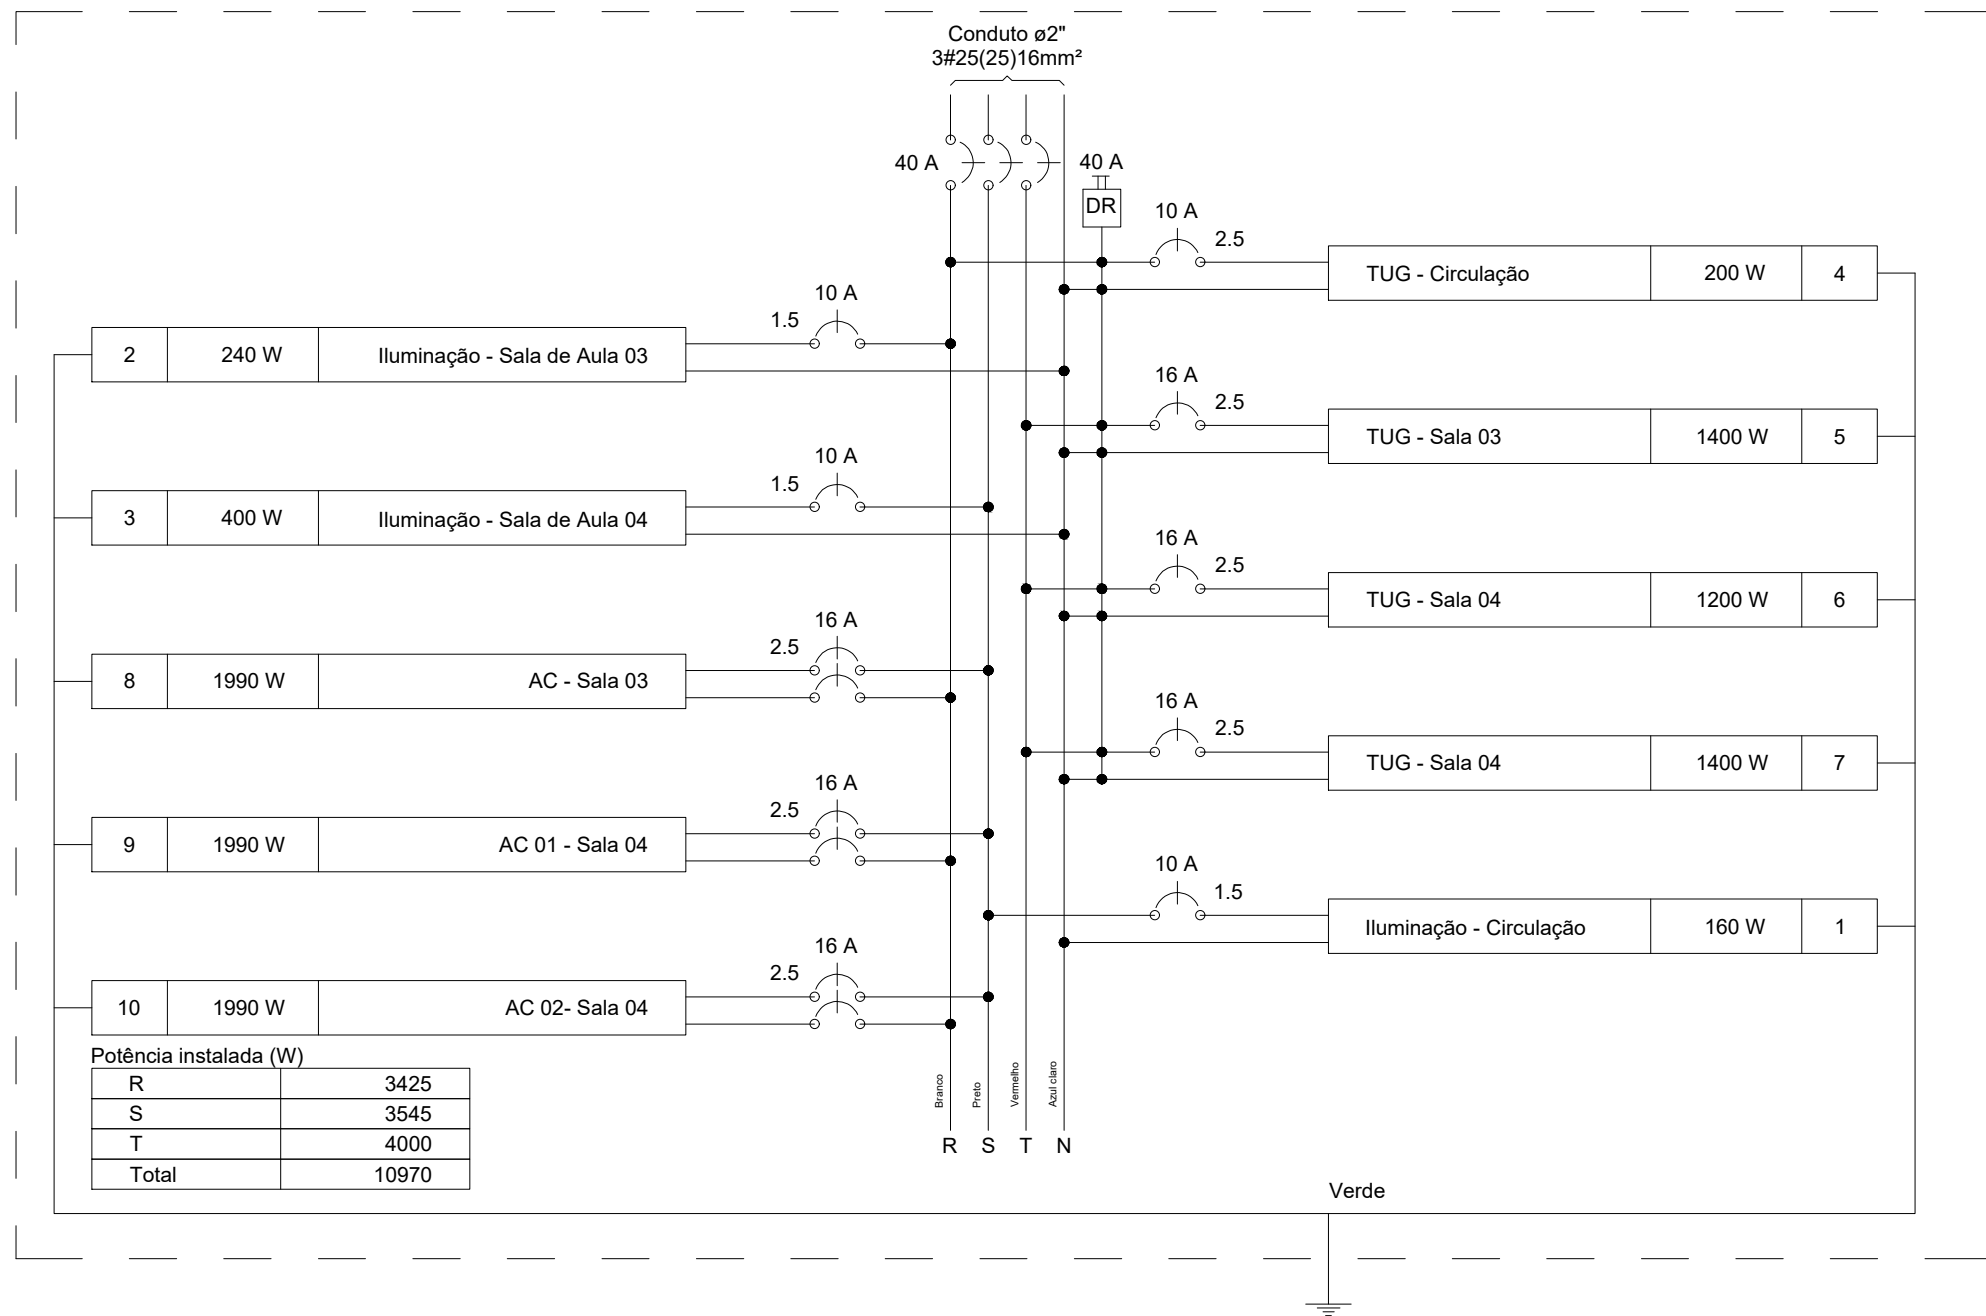 Conduto ø2"
3#25(25)16mm²
40 A
40 A
DR
10 A
2.5
TUG - Circulação 200 W 4
10 A
1.5
2 240 W Iluminação - Sala de Aula 03
16 A
2.5
TUG - Sala 03 1400 W 5
10 A
1.5
3 400 W Iluminação - Sala de Aula 04
16 A
2.5
TUG - Sala 04 1200 W 6
16 A
2.5
8 1990 W AC - Sala 03
16 A
2.5
TUG - Sala 04 1400 W 7
16 A
2.5
9 1990 W AC 01 - Sala 04
10 A
1.5
Iluminação - Circulação 160 W 1
16 A
2.5
10 1990 W AC 02- Sala 04
Potência instalada (W)
R 3425
S 3545
T 4000
Total 10970
Branco
Preto
Vermelho
Azul claro
R S T N
Verde